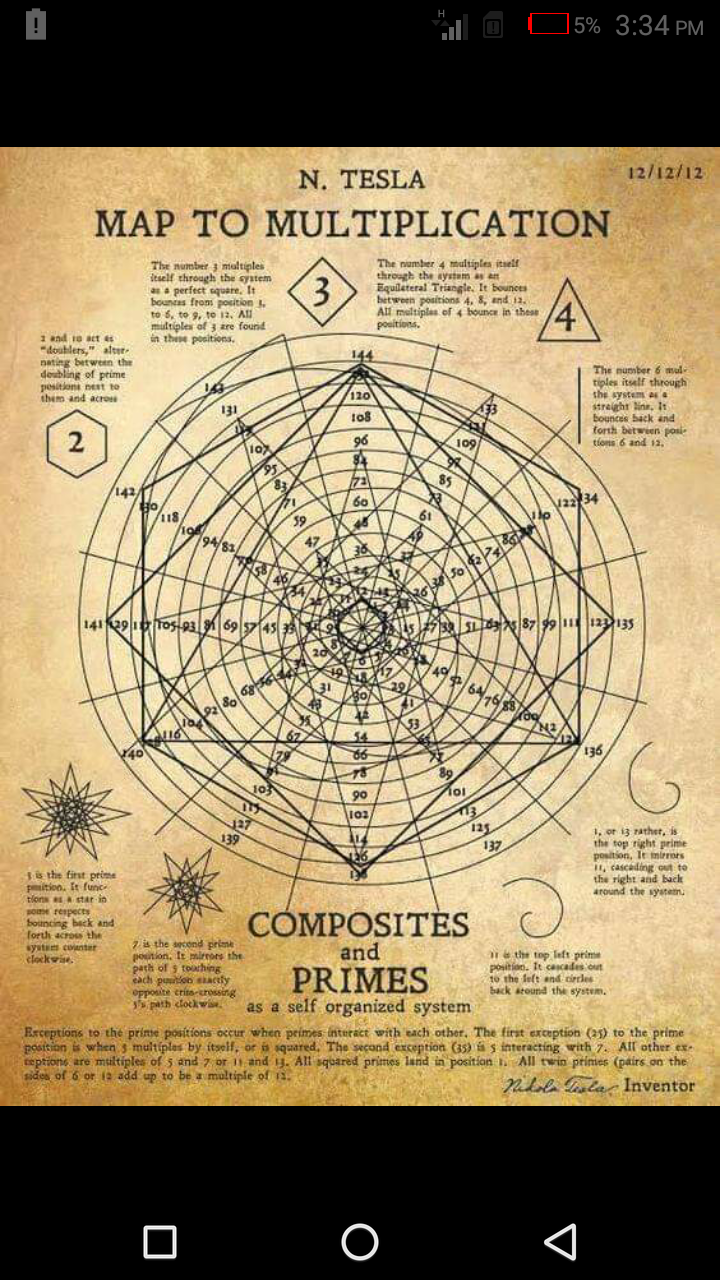 H
5% 3:34 PM
12/12/12
N. TESLA
MAP TO MULTIPLICATION
The number 3 multiples
itself through the system
as a perfect square. It
bounces from position 3,
to 6, to 9, to 12. All
multiples of 3 are found
in these positions.
3
The number 4 multiples itself
through the system as an
Equilateral Triangle. It bounces
between positions 4, 8, and 12.
All multiples of 4 bounce in these
positions.
4
2 and 10 act as
"doublers," alter-
nating between the
doubling of prime
positions next to
them and across
2
The number 6 mul-
tiples itself through
the system as a
straight line. It
bounces back and
forth between posi-
tions 6 and 12.
144
120
108
96
84
72
60
48
36
24
143
131
119
107
95
83
71
59
47
133
121
109
97
85
73
61
49
142
130
118
106
94
82
70
58
46
34
134
122
110
98
86
74
62
50
38
26
141 129 117 105 93 81 69 57 45 33
15 27 39 51 63 75 87 99 111 123 135
140
116
104
92
80
68
56
20
136
112
100
88
76
64
52
40
139
127
115
103
91
79
67
55
43
31
19
18
30
42
54
66
78
90
102
114
126
138
17
29
41
53
65
77
89
101
113
125
137
5 is the first prime
position. It func-
tions as a star in
some respects
bouncing back and
forth across the
system counter
clockwise.
7 is the second prime
position. It mirrors the
path of 5 touching
each position exactly
opposite criss-crossing
5's path clockwise.
1, or 13 rather, is
the top right prime
position. It mirrors
11, cascading out to
the right and back
around the system.
11 is the top left prime
position. It cascades out
to the left and circles
back around the system.
COMPOSITES
and
PRIMES
as a self organized system
Exceptions to the prime positions occur when primes interact with each other. The first exception (25) to the prime
position is when 5 multiples by itself, or is squared. The second exception (35) is 5 interacting with 7. All other ex-
ceptions are multiples of 5 and 7 or 11 and 13. All squared primes land in position 1. All twin primes (pairs on the
sides of 6 or 12 add up to be a multiple of 12.
Nikola Tesla Inventor